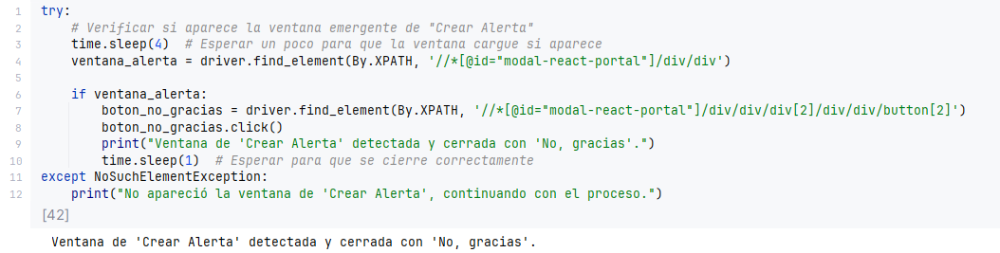 1 try:
2 # Verificar si aparece la ventana emergente de "Crear Alerta"
3 time.sleep(4)  # Esperar un poco para que la ventana cargue si aparece
4 ventana_alerta = driver.find_element(By.XPATH, '//*[@id="modal-react-portal"]/div/div')
5
6 if ventana_alerta:
7 boton_no_gracias = driver.find_element(By.XPATH, '//*[@id="modal-react-portal"]/div/div/div[2]/div/div/button[2]')
8 boton_no_gracias.click()
9 print("Ventana de 'Crear Alerta' detectada y cerrada con 'No, gracias'.")
10 time.sleep(1)  # Esperar para que se cierre correctamente
11 except NoSuchElementException:
12 print("No apareció la ventana de 'Crear Alerta', continuando con el proceso.")
[42]
Ventana de 'Crear Alerta' detectada y cerrada con 'No, gracias'.